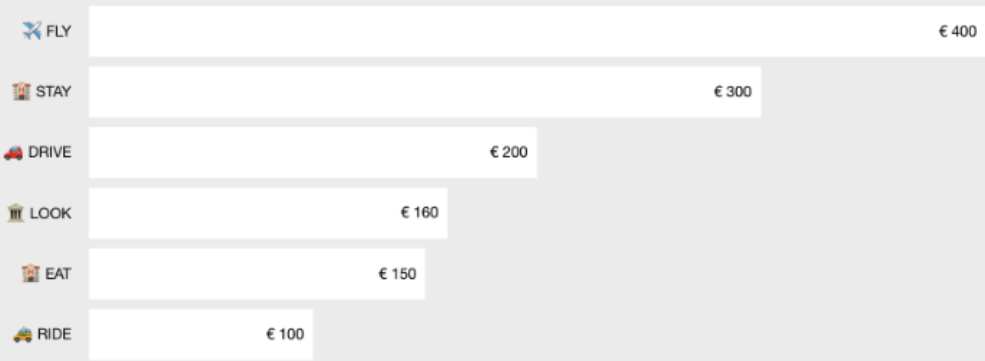 ✈️ FLY € 400
🏨 STAY € 300
🚗 DRIVE € 200
🏛 LOOK € 160
🏨 EAT € 150
🚕 RIDE € 100